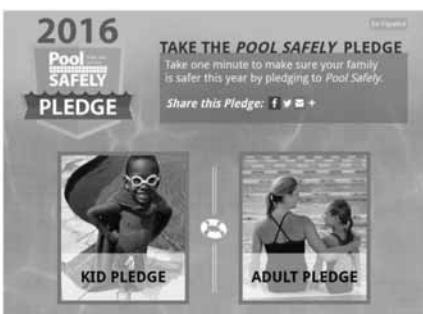 2016
Pool
SAFELY
PLEDGE
En Español
TAKE THE POOL SAFELY PLEDGE
Take one minute to make sure your family
is safer this year by pledging to Pool Safely.
Share this Pledge:
KID PLEDGE
ADULT PLEDGE